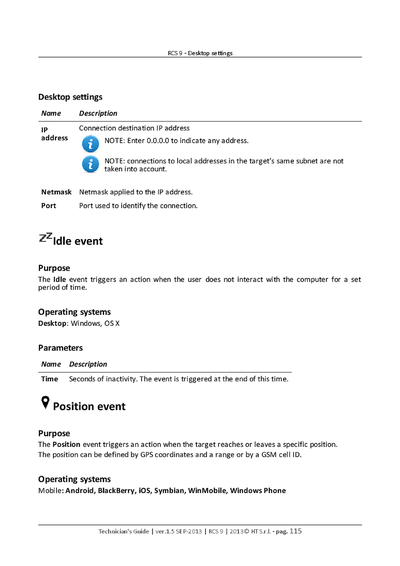 RCS 9 - Desktop settings
Desktop settings
Name Description
IP address Connection destination IP address
NOTE: Enter 0.0.0.0 to indicate any address.
NOTE: connections to local addresses in the target's same subnet are not
taken into account.
Netmask Netmask applied to the IP address.
Port Port used to identify the connection.
zZ Idle event
Purpose
The Idle event triggers an action when the user does not interact with the computer for a set
period of time.
Operating systems
Desktop: Windows, OS X
Parameters
Name Description
Time Seconds of inactivity. The event is triggered at the end of this time.
Position event
Purpose
The Position event triggers an action when the target reaches or leaves a specific position.
The position can be defined by GPS coordinates and a range or by a GSM cell ID.
Operating systems
Mobile: Android, BlackBerry, iOS, Symbian, WinMobile, Windows Phone
Technician's Guide | ver.1.5 SEP-2013 | RCS 9 | 2013© HT S.r.l. - pag. 115